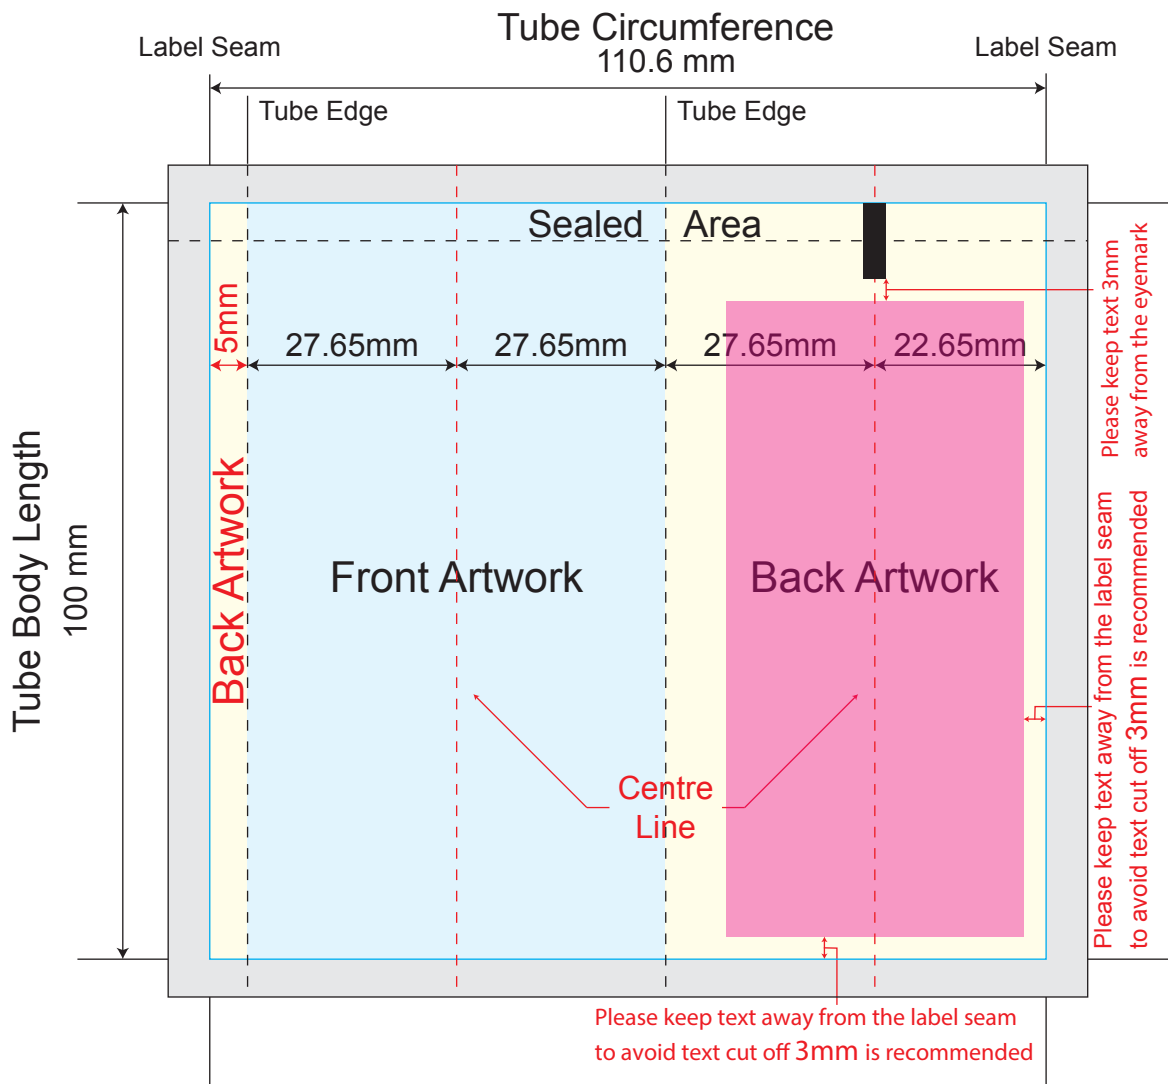 Tube Circumference
110.6 mm
Label Seam
Label Seam
Tube Edge
Tube Edge
Sealed Area
5mm
27.65mm
27.65mm
27.65mm
22.65mm
Please keep text 3mm
away from the eyemark
Tube Body Length
100 mm
Back Artwork
Front Artwork
Back Artwork
Please keep text away from the label seam
to avoid text cut off 3mm is recommended
Centre
Line
Please keep text away from the label seam
to avoid text cut off 3mm is recommended